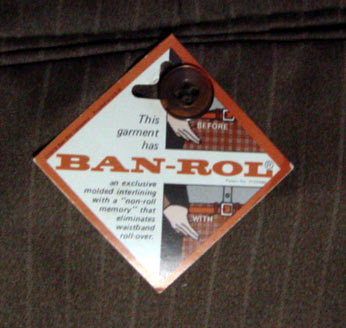 This
garment
has
BEFORE
BAN-ROL®
an exclusive
molded interlining
with a "non-roll
memory" that
eliminates
waistband
roll-over.
WITH